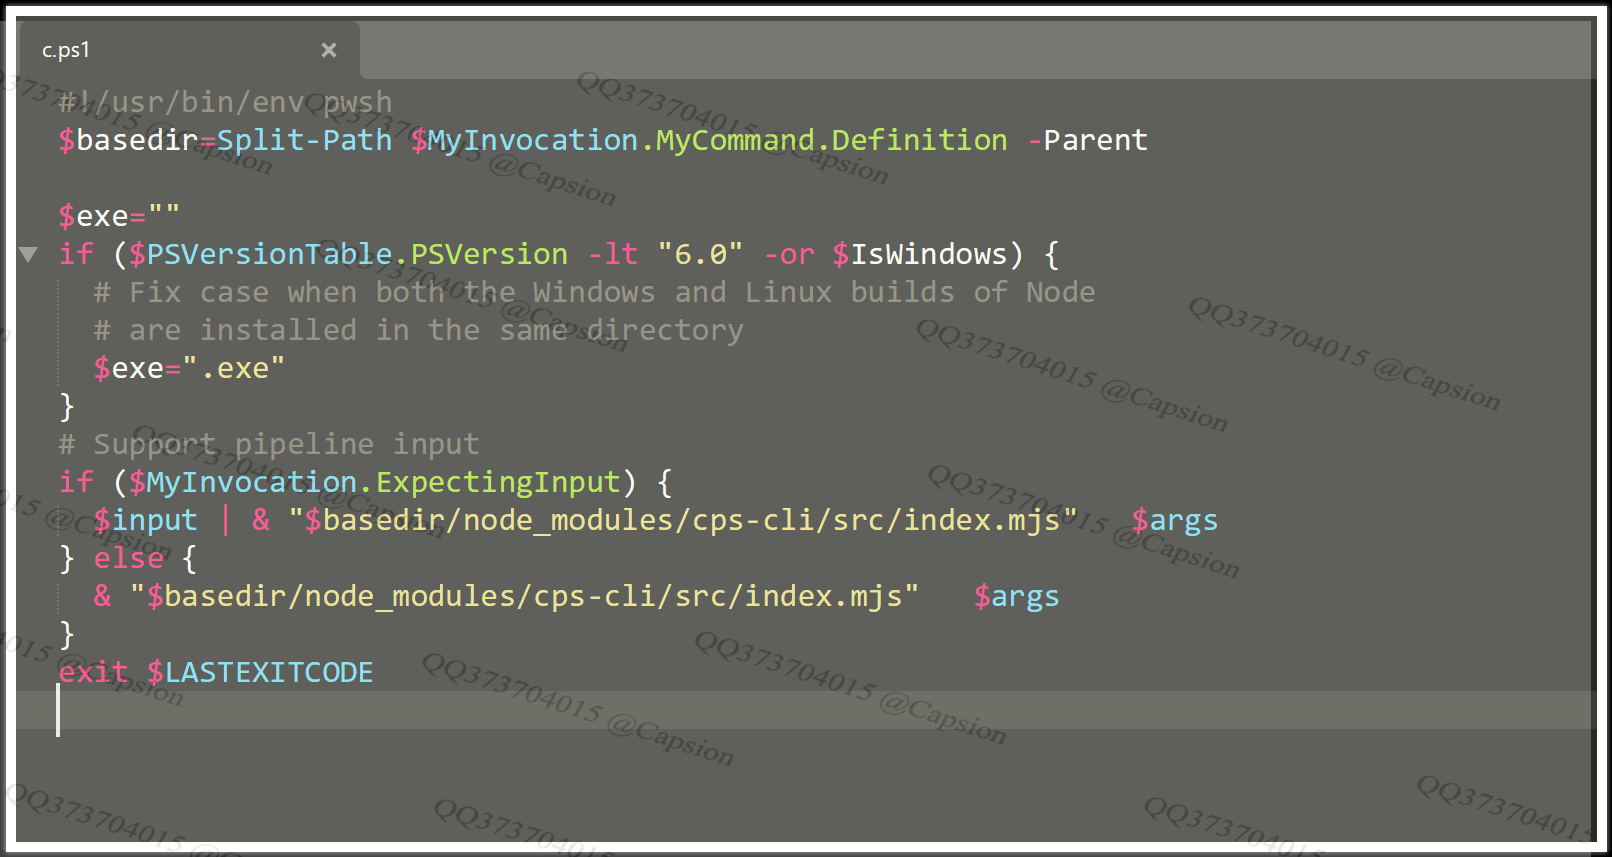 c.ps1 ×
#!/usr/bin/env pwsh
$basedir=Split-Path $MyInvocation.MyCommand.Definition -Parent
$exe=""
if ($PSVersionTable.PSVersion -lt "6.0" -or $IsWindows) {
  # Fix case when both the Windows and Linux builds of Node
  # are installed in the same directory
  $exe=".exe"
}
# Support pipeline input
if ($MyInvocation.ExpectingInput) {
  $input | & "$basedir/node_modules/cps-cli/src/index.mjs"   $args
} else {
  & "$basedir/node_modules/cps-cli/src/index.mjs"   $args
}
exit $LASTEXITCODE
QQ373704015 @Capsion
QQ373704015 @Capsion
QQ373704015 @Capsion
QQ373704015 @Capsion
QQ373704015 @Capsion
QQ373704015 @Capsion
QQ373704015 @Capsion
QQ373704015 @Capsion
QQ373704015 @Capsion
QQ373704015 @Capsion